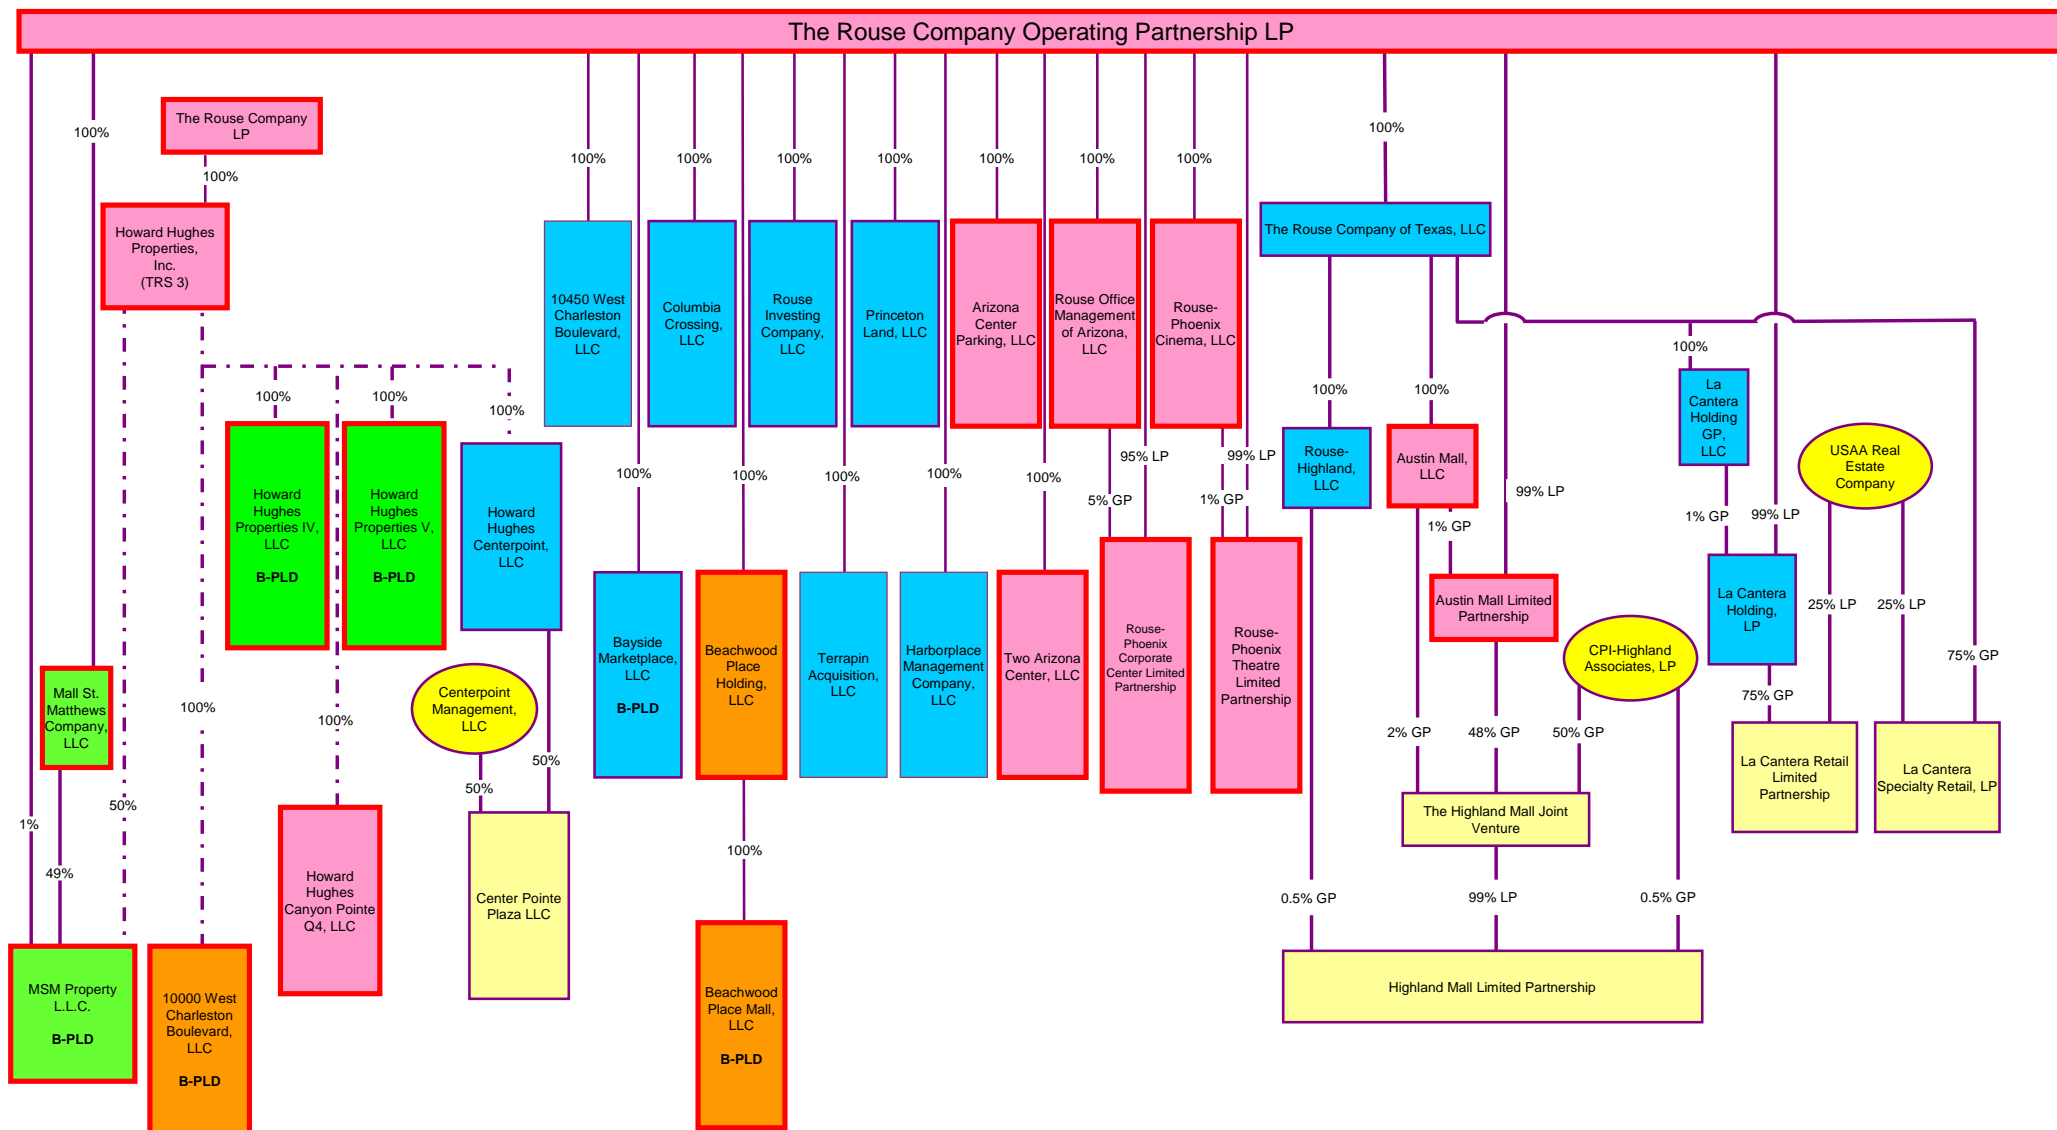 The Rouse Company Operating Partnership LP
100%
The Rouse Company
LP
100%
Howard Hughes
Properties,
Inc.
(TRS 3)
100%
100%
100%
100%
100%
100%
100%
100%
The Rouse Company of Texas, LLC
10450 West
Charleston
Boulevard,
LLC
Columbia
Crossing,
LLC
Rouse
Investing
Company,
LLC
Princeton
Land, LLC
Arizona
Center
Parking, LLC
Rouse Office
Management
of Arizona,
LLC
Rouse-
Phoenix
Cinema, LLC
100%
100%
100%
100%
100%
100%
La
Cantera
Holding
GP,
LLC
Howard
Hughes
Properties IV,
LLC
B-PLD
Howard
Hughes
Properties V,
LLC
B-PLD
Howard
Hughes
Centerpoint,
LLC
100%
100%
100%
100%
100%
95% LP
5% GP
99% LP
1% GP
Rouse-
Highland,
LLC
Austin Mall,
LLC
1% GP
99% LP
1% GP
99% LP
USAA Real
Estate
Company
Mall St.
Matthews
Company,
LLC
100%
100%
Centerpoint
Management,
LLC
50%
50%
Bayside
Marketplace,
LLC
B-PLD
Beachwood
Place
Holding,
LLC
Terrapin
Acquisition,
LLC
Harborplace
Management
Company,
LLC
Two Arizona
Center, LLC
Rouse-
Phoenix
Corporate
Center Limited
Partnership
Rouse-
Phoenix
Theatre
Limited
Partnership
Austin Mall Limited
Partnership
CPI-Highland
Associates, LP
La Cantera
Holding,
LP
25% LP
25% LP
75% GP
75% GP
2% GP
48% GP
50% GP
La Cantera Retail
Limited
Partnership
La Cantera
Specialty Retail, LP
1%
49%
50%
Howard
Hughes
Canyon Pointe
Q4, LLC
Center Pointe
Plaza LLC
100%
The Highland Mall Joint
Venture
0.5% GP
99% LP
0.5% GP
MSM Property
L.L.C.
B-PLD
10000 West
Charleston
Boulevard,
LLC
B-PLD
Beachwood
Place Mall,
LLC
B-PLD
Highland Mall Limited Partnership